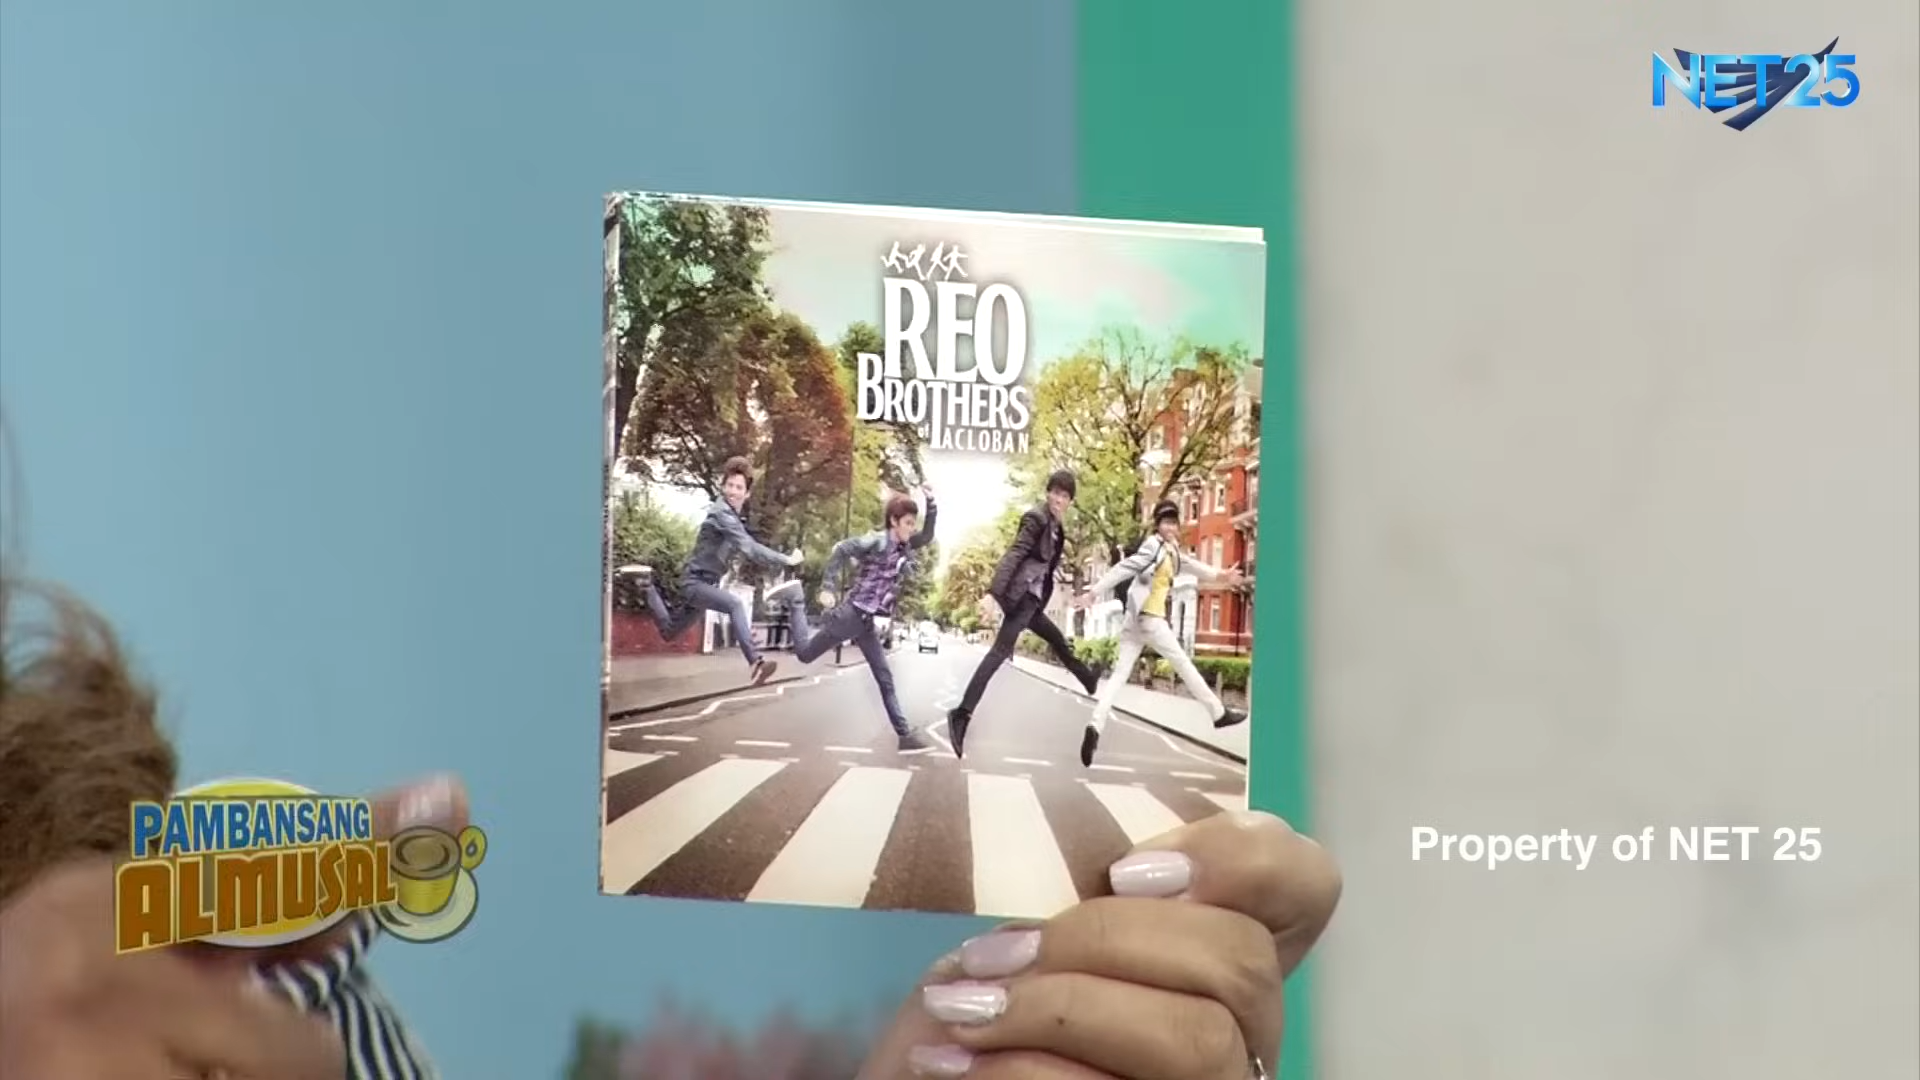 NET25
REO
BROTHERS
of TACLOBAN
PAMBANSANG
ALMUSAL
Property of NET 25